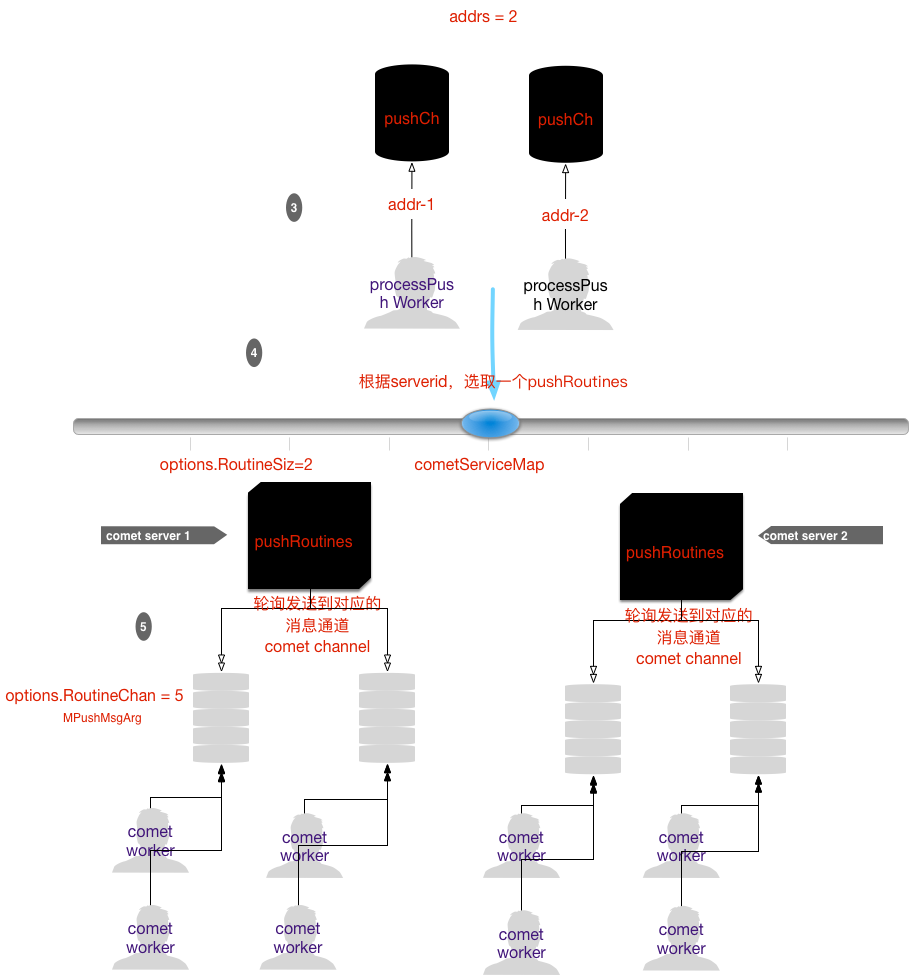 addrs = 2
pushCh
pushCh
3
addr-1
addr-2
processPus
h Worker
processPus
h Worker
4
根据serverid，选取一个pushRoutines
options.RoutineSiz=2
cometServiceMap
comet server 1
pushRoutines
pushRoutines
comet server 2
5
轮询发送到对应的
消息通道
comet channel
轮询发送到对应的
消息通道
comet channel
options.RoutineChan = 5
MPushMsgArg
comet
worker
comet
worker
comet
worker
comet
worker
comet
worker
comet
worker
comet
worker
comet
worker